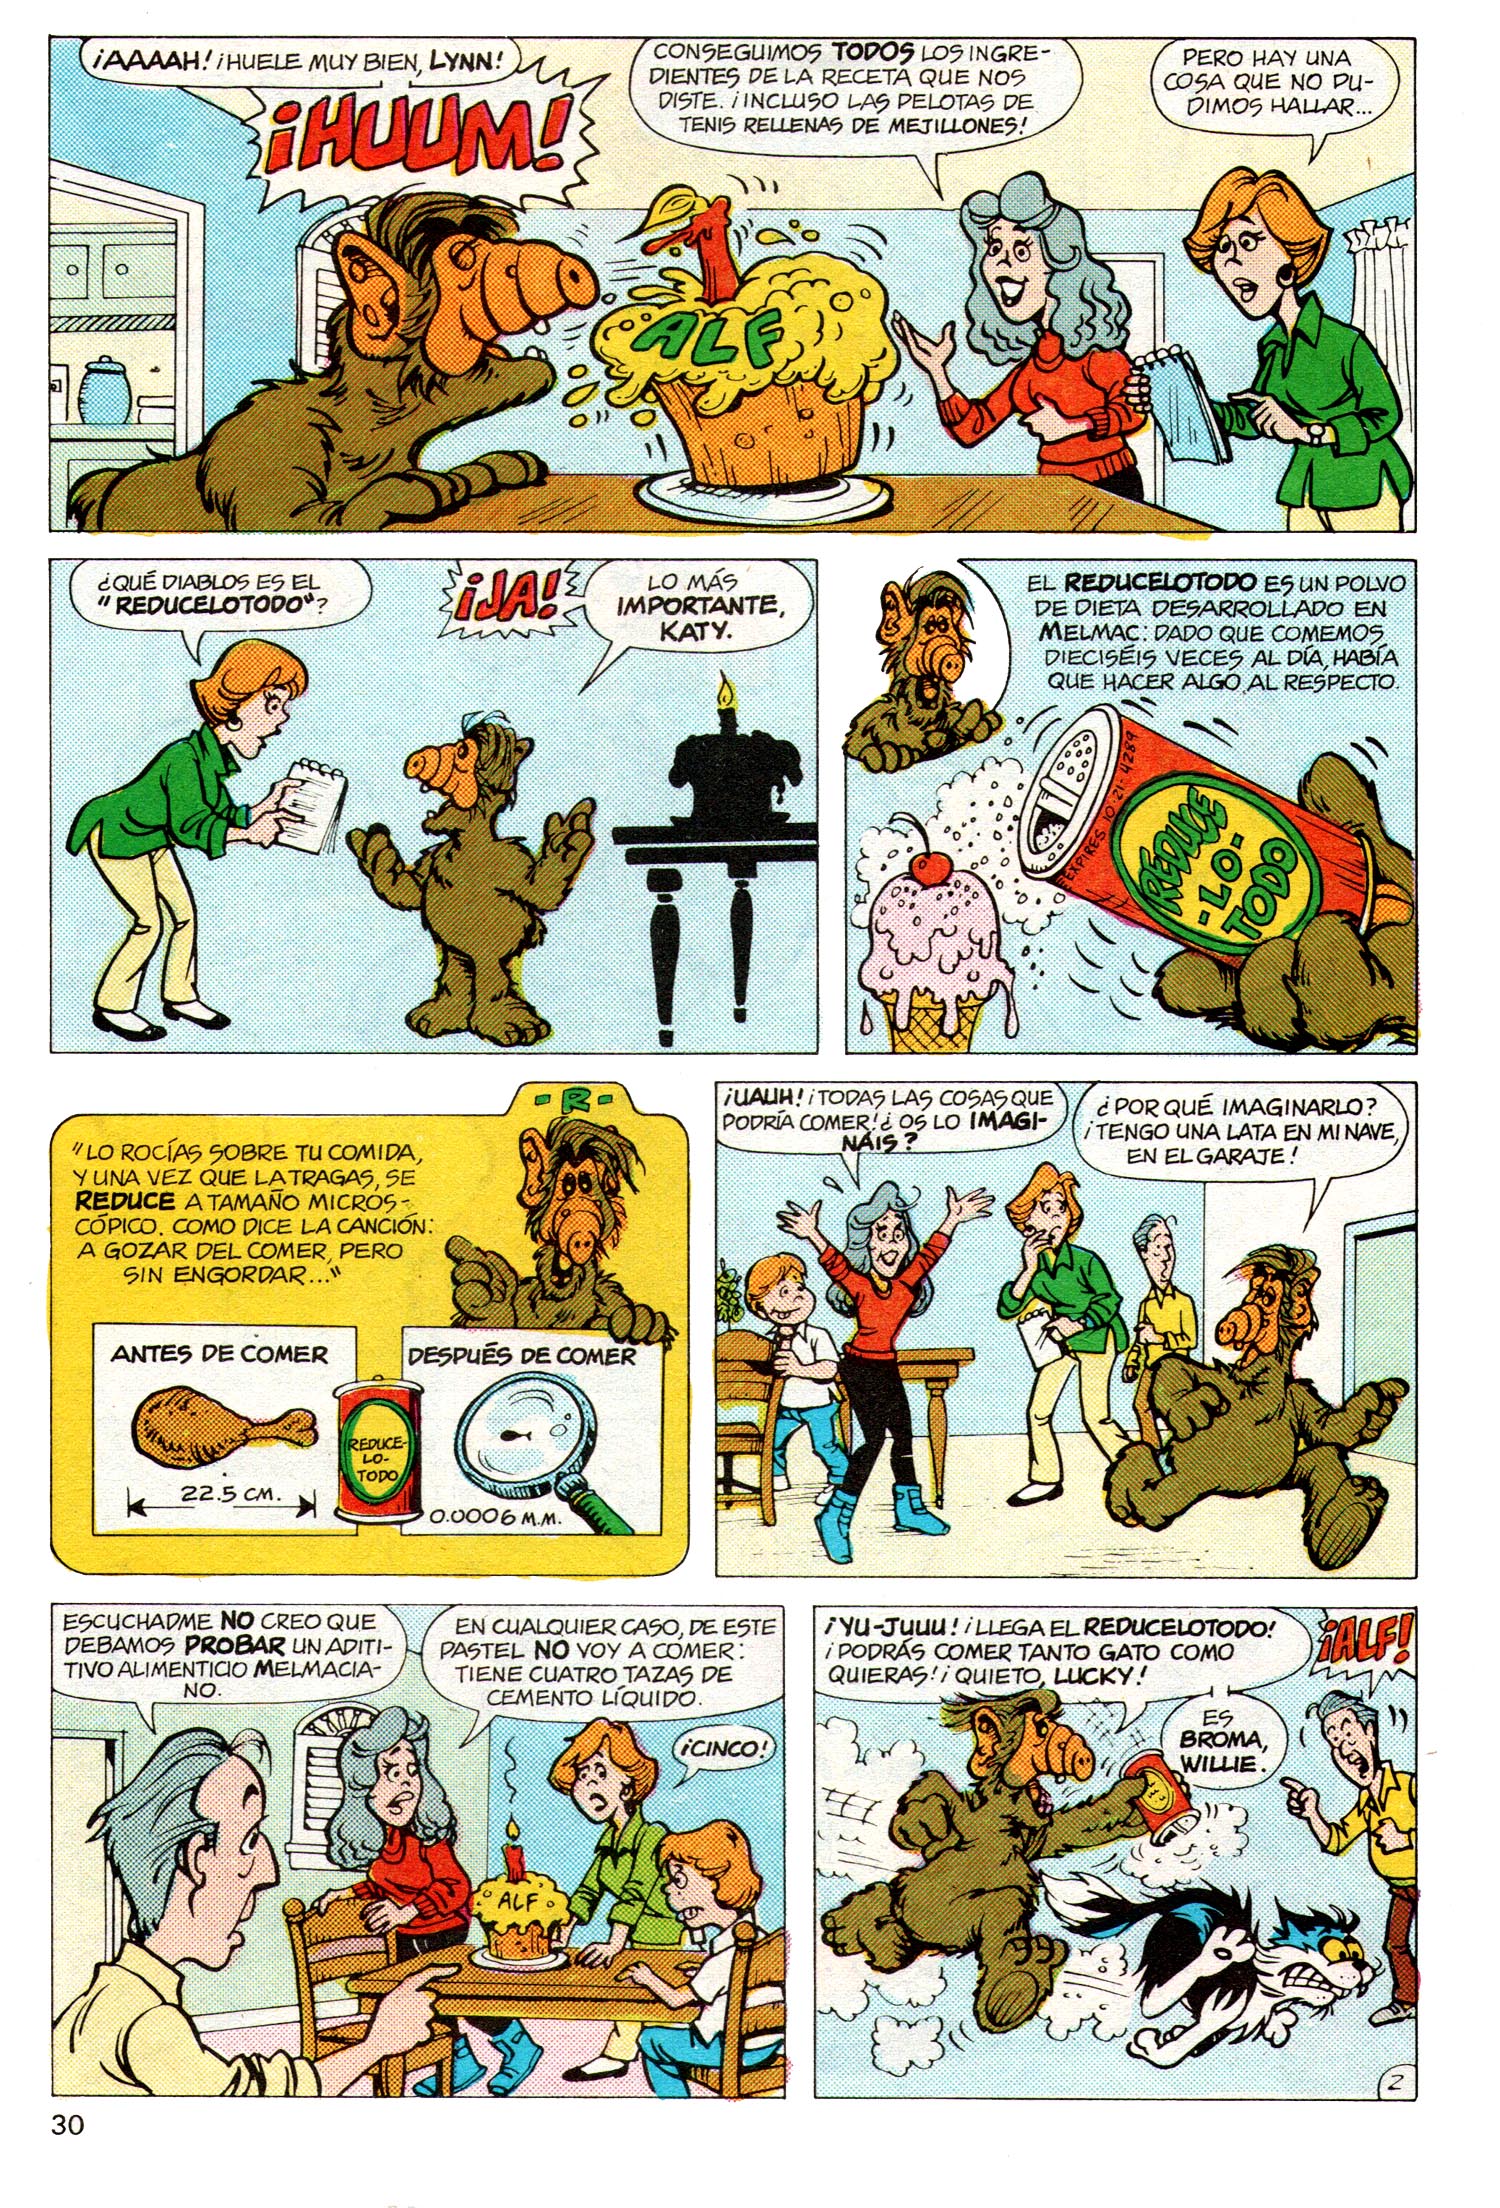 ¡AAAAH! ¡HUELE MUY BIEN, LYNN!
¡HUUM!
CONSEGUIMOS TODOS LOS INGRE-
DIENTES DE LA RECETA QUE NOS
DISTE. ¡INCLUSO LAS PELOTAS DE
TENIS RELLENAS DE MEJILLONES!
PERO HAY UNA
COSA QUE NO PU-
DIMOS HALLAR...
ALF
¿QUÉ DIABLOS ES EL
"REDUCELOTODO"?
¡JA!
LO MÁS
IMPORTANTE,
KATY.
EL REDUCELOTODO ES UN POLVO
DE DIETA DESARROLLADO EN
MELMAC: DADO QUE COMEMOS
DIECISÉIS VECES AL DÍA, HABÍA
QUE HACER ALGO AL RESPECTO.
EXPIRES 10·21·4289
REDUCE
-LO-
TODO
-R-
"LO ROCÍAS SOBRE TU COMIDA,
Y UNA VEZ QUE LA TRAGAS, SE
REDUCE A TAMAÑO MICROS-
CÓPICO. COMO DICE LA CANCIÓN:
A GOZAR DEL COMER, PERO
SIN ENGORDAR..."
ANTES DE COMER
22.5 CM.
REDUCE-
LO-
TODO
DESPUÉS DE COMER
0.0006 M.M.
¡UAUH! ¡TODAS LAS COSAS QUE
PODRÍA COMER! ¿OS LO IMAGI-
NÁIS?
¿POR QUÉ IMAGINARLO?
¡TENGO UNA LATA EN MI NAVE,
EN EL GARAJE!
ESCUCHADME NO CREO QUE
DEBAMOS PROBAR UN ADITI-
TIVO ALIMENTICIO MELMACIA-
NO.
EN CUALQUIER CASO, DE ESTE
PASTEL NO VOY A COMER:
TIENE CUATRO TAZAS DE
CEMENTO LÍQUIDO.
¡CINCO!
ALF
¡YU-JUUU! ¡LLEGA EL REDUCELOTODO!
¡PODRÁS COMER TANTO GATO COMO
QUIERAS! ¡QUIETO, LUCKY!
¡ALF!
ES
BROMA,
WILLIE.
2
30